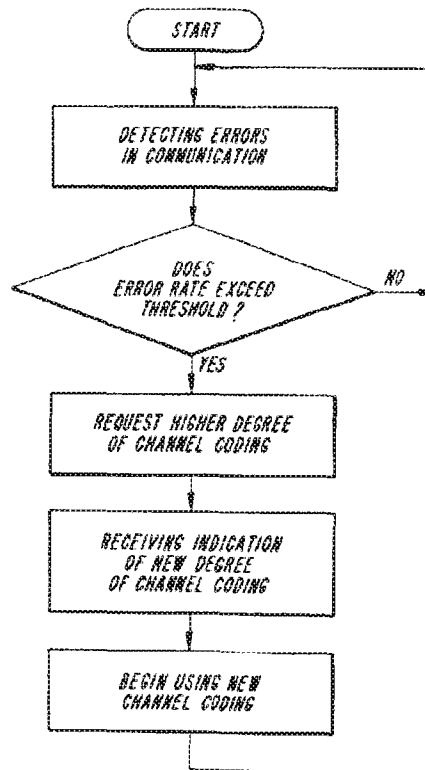 START
DETECTING ERRORS
IN COMMUNICATION
DOES
ERROR RATE EXCEED
THRESHOLD?
NO
YES
REQUEST HIGHER DEGREE
OF CHANNEL CODING
RECEIVING INDICATION
OF NEW DEGREE
OF CHANNEL CODING
BEGIN USING NEW
CHANNEL CODING